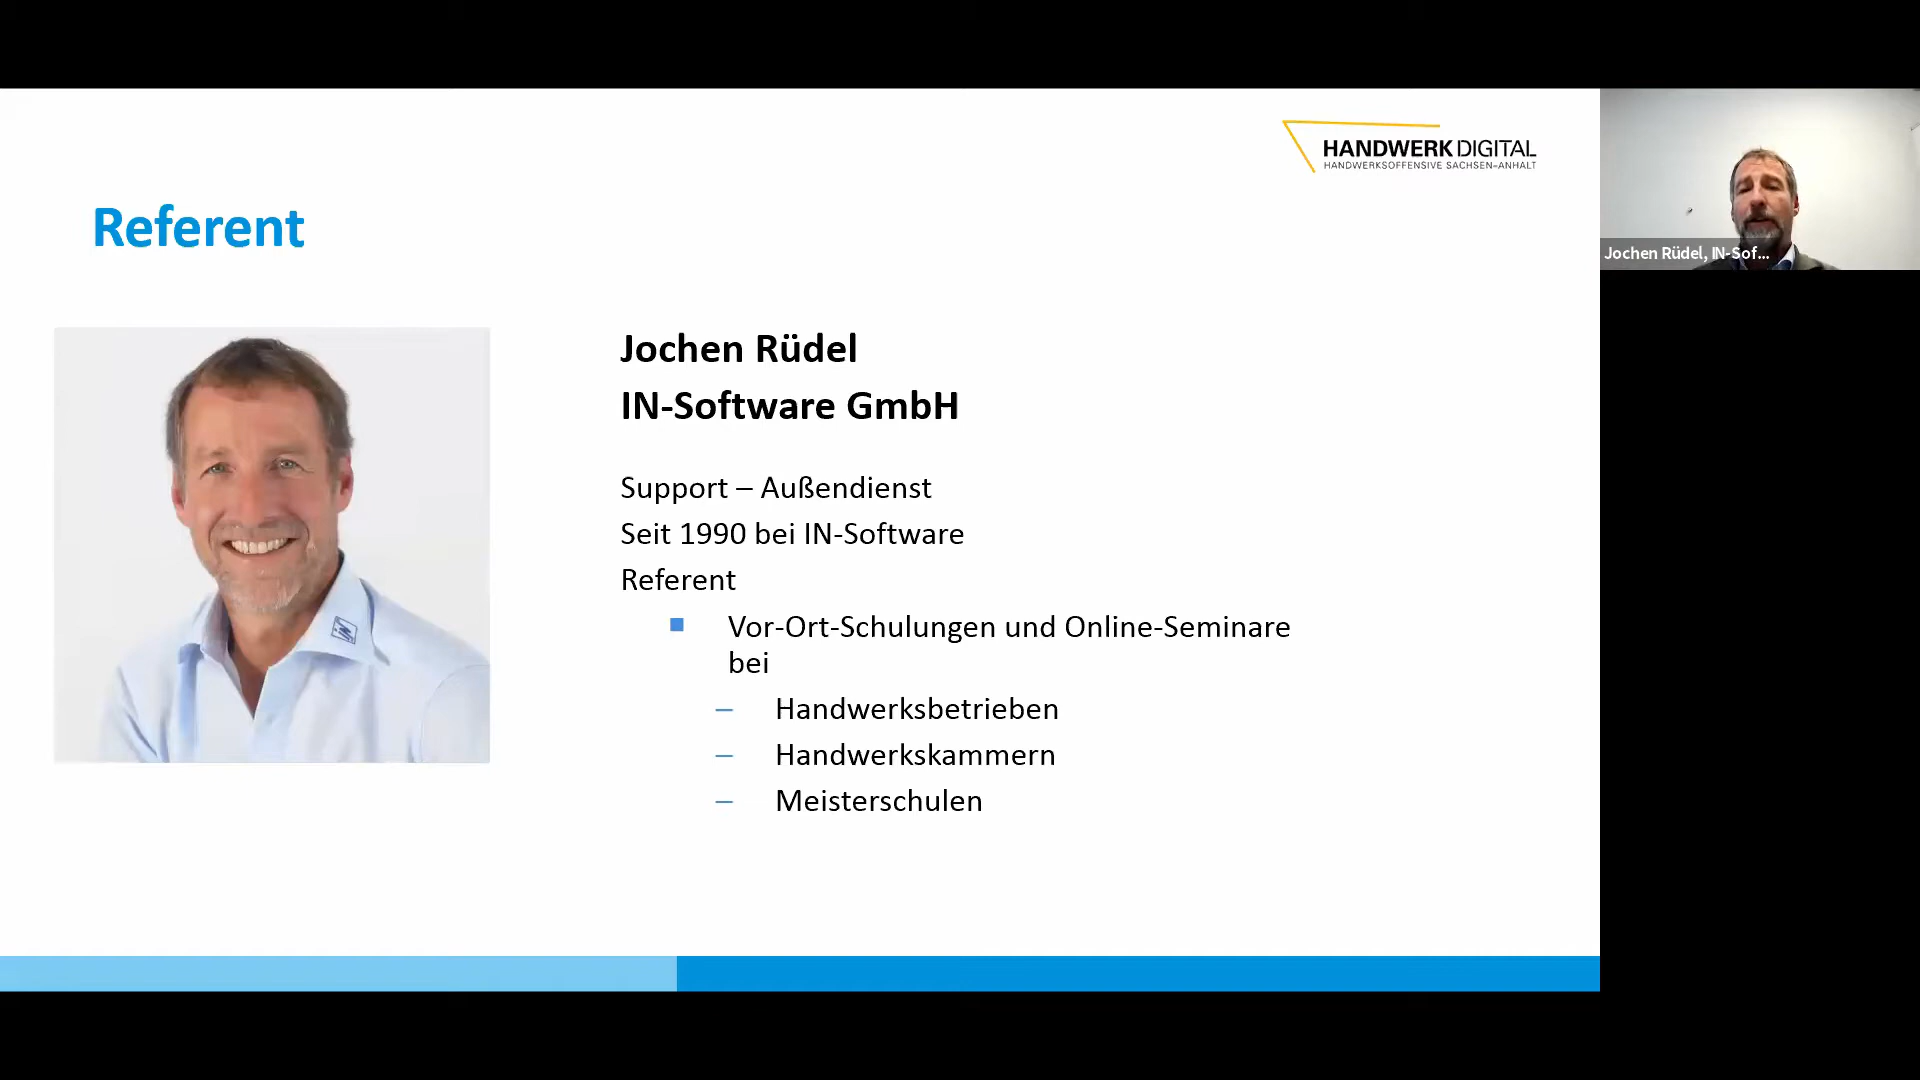 HANDWERK DIGITAL
HANDWERKSOFFENSIVE SACHSEN-ANHALT
Referent
Jochen Rüdel
IN-Software GmbH
Support – Außendienst
Seit 1990 bei IN-Software
Referent
Vor-Ort-Schulungen und Online-Seminare
bei
– Handwerksbetrieben
– Handwerkskammern
– Meisterschulen
Jochen Rüdel, IN-Sof...